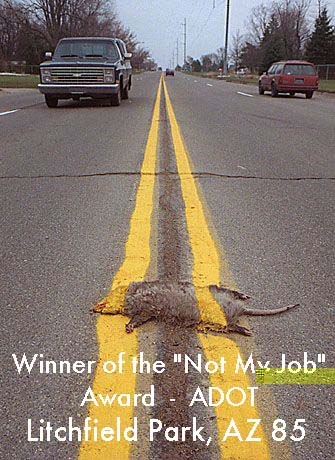 Winner of the "Not My Job"
Award - ADOT
Litchfield Park, AZ 85